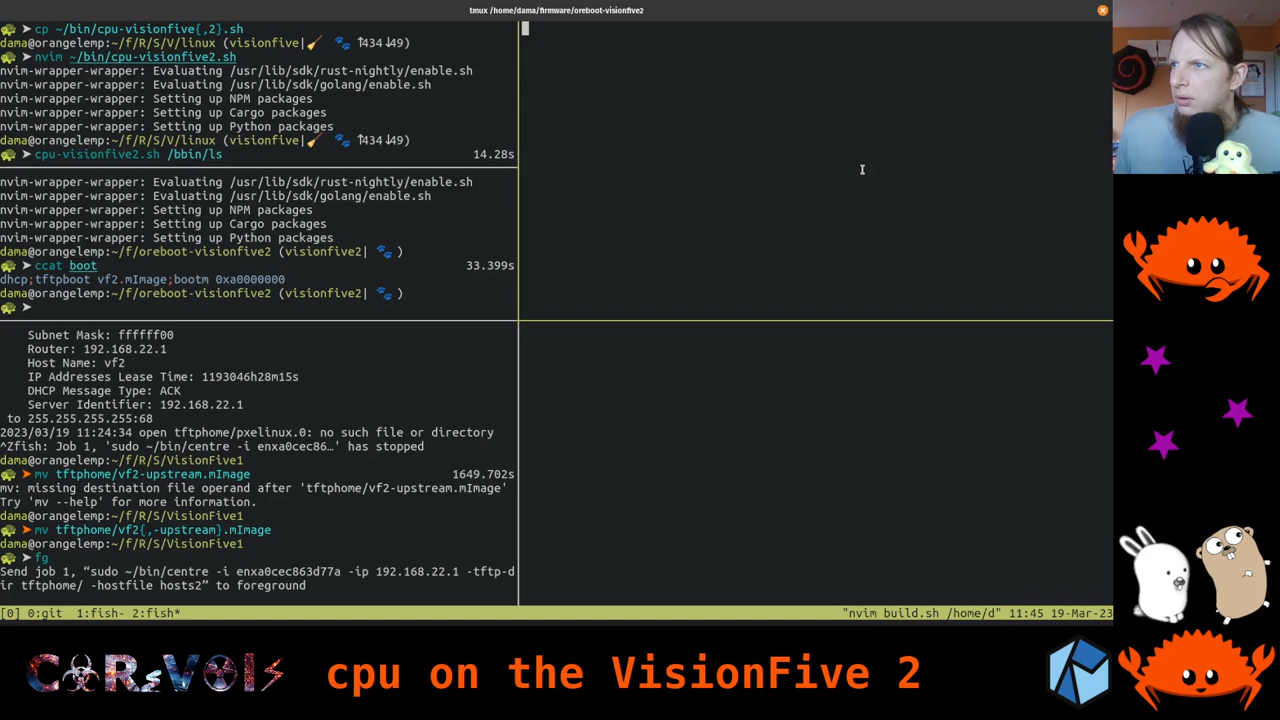 tmux /home/dama/firmware/oreboot-visionfive2
➤ cp ~/bin/cpu-visionfive{,2}.sh
dama@orangelemp:~/f/R/S/V/linux (visionfive|🧹 🐾 ↑434↓49)
➤ nvim ~/bin/cpu-visionfive2.sh
nvim-wrapper-wrapper: Evaluating /usr/lib/sdk/rust-nightly/enable.sh
nvim-wrapper-wrapper: Evaluating /usr/lib/sdk/golang/enable.sh
nvim-wrapper-wrapper: Setting up NPM packages
nvim-wrapper-wrapper: Setting up Cargo packages
nvim-wrapper-wrapper: Setting up Python packages
dama@orangelemp:~/f/R/S/V/linux (visionfive|🧹 🐾 ↑434↓49)
➤ cpu-visionfive2.sh /bbin/ls 14.28s
nvim-wrapper-wrapper: Evaluating /usr/lib/sdk/rust-nightly/enable.sh
nvim-wrapper-wrapper: Evaluating /usr/lib/sdk/golang/enable.sh
nvim-wrapper-wrapper: Setting up NPM packages
nvim-wrapper-wrapper: Setting up Cargo packages
nvim-wrapper-wrapper: Setting up Python packages
dama@orangelemp:~/f/oreboot-visionfive2 (visionfive2| 🐾 )
➤ ccat boot 33.399s
dhcp;tftpboot vf2.mImage;bootm 0xa0000000
dama@orangelemp:~/f/oreboot-visionfive2 (visionfive2| 🐾 )
➤
Subnet Mask: ffffff00
Router: 192.168.22.1
Host Name: vf2
IP Addresses Lease Time: 1193046h28m15s
DHCP Message Type: ACK
Server Identifier: 192.168.22.1
to 255.255.255.255:68
2023/03/19 11:24:34 open tftphome/pxelinux.0: no such file or directory
^Zfish: Job 1, 'sudo ~/bin/centre -i enxa0cec86…' has stopped
dama@orangelemp:~/f/R/S/VisionFive1
➤ mv tftphome/vf2-upstream.mImage 1649.702s
mv: missing destination file operand after 'tftphome/vf2-upstream.mImage'
Try 'mv --help' for more information.
dama@orangelemp:~/f/R/S/VisionFive1
➤ mv tftphome/vf2{,-upstream}.mImage
dama@orangelemp:~/f/R/S/VisionFive1
➤ fg
Send job 1, “sudo ~/bin/centre -i enxa0cec863d77a -ip 192.168.22.1 -tftp-d
ir tftphome/ -hostfile hosts2” to foreground
[0] 0:git 1:fish- 2:fish* "nvim build.sh /home/d" 11:45 19-Mar-23
cpu on the VisionFive 2